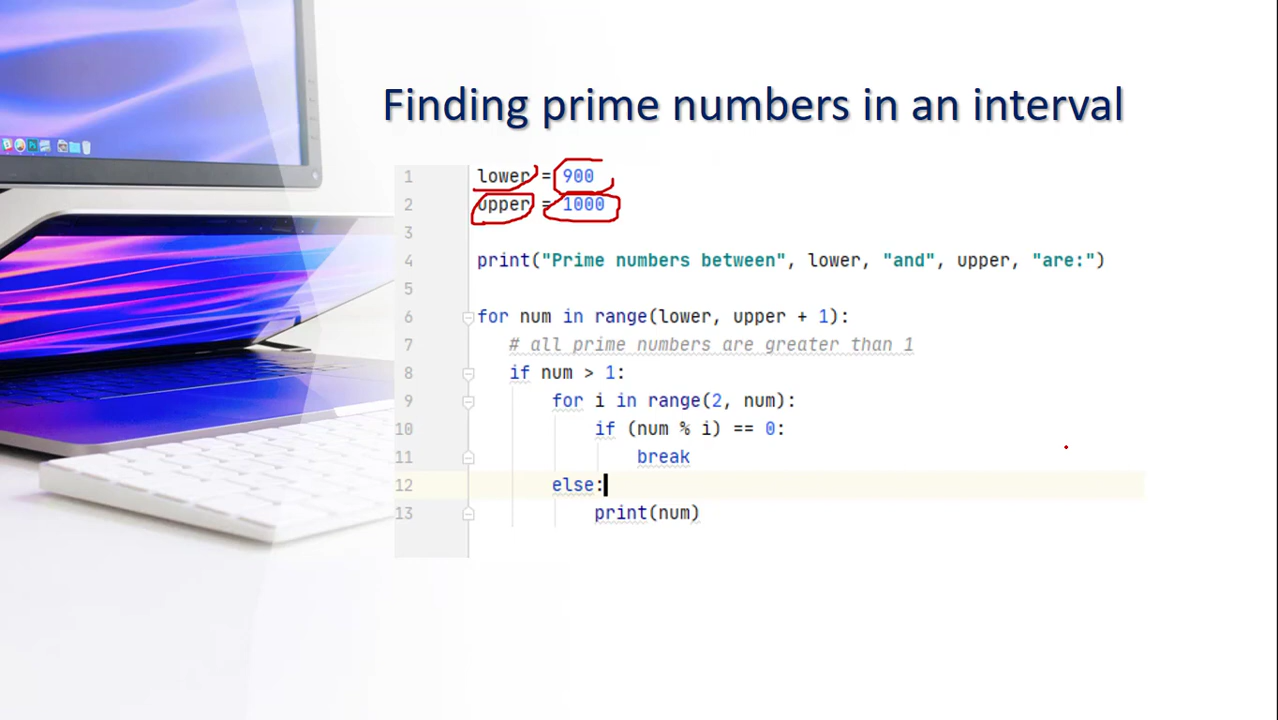 Finding prime numbers in an interval
1 lower = 900
2 upper = 1000
3
4 print("Prime numbers between", lower, "and", upper, "are:")
5
6 for num in range(lower, upper + 1):
7 # all prime numbers are greater than 1
8 if num > 1:
9 for i in range(2, num):
10 if (num % i) == 0:
11 break
12 else:
13 print(num)